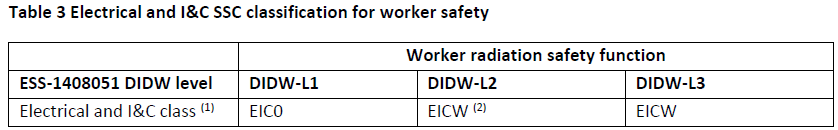 Table 3 Electrical and I&C SSC classification for worker safety
Worker radiation safety function
ESS-1408051 DIDW level DIDW-L1 DIDW-L2 DIDW-L3
Electrical and I&C class (1) EIC0 EICW (2) EICW